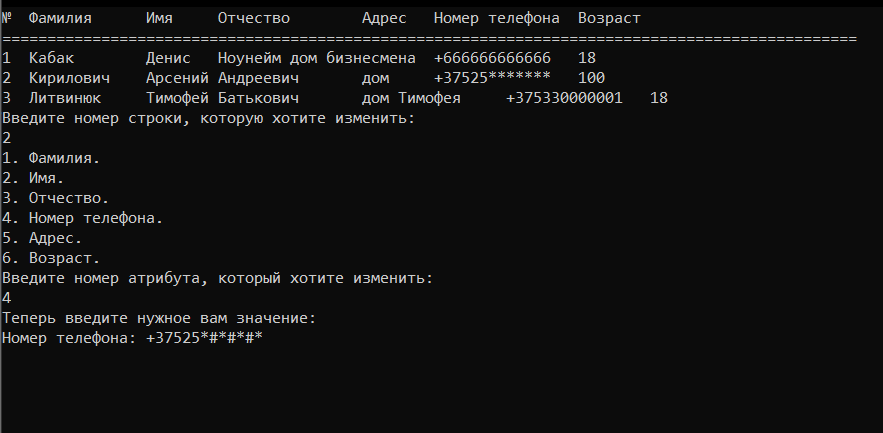 № Фамилия Имя Отчество Адрес Номер телефона Возраст
===============================================================================================
1 Кабак Денис Ноунейм дом бизнесмена +666666666666 18
2 Кирилович Арсений Андреевич дом +37525******* 100
3 Литвинюк Тимофей Батькович дом Тимофея +375330000001 18
Введите номер строки, которую хотите изменить:
2
1. Фамилия.
2. Имя.
3. Отчество.
4. Номер телефона.
5. Адрес.
6. Возраст.
Введите номер атрибута, который хотите изменить:
4
Теперь введите нужное вам значение:
Номер телефона: +37525*#*#*#*